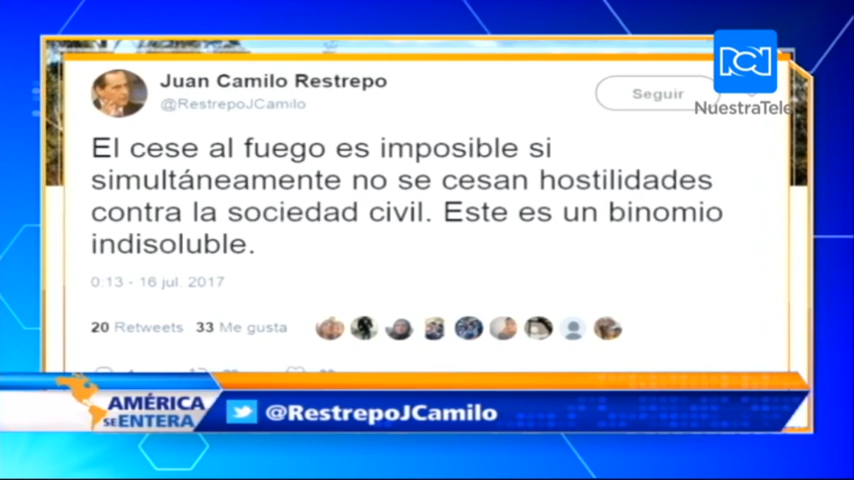 Juan Camilo Restrepo
@RestrepoJCamilo
Seguir
RCN
NuestraTele
El cese al fuego es imposible si
simultáneamente no se cesan hostilidades
contra la sociedad civil. Este es un binomio
indisoluble.
0:13 - 16 jul. 2017
20 Retweets 33 Me gusta
AMÉRICA
SE ENTERA
@RestrepoJCamilo